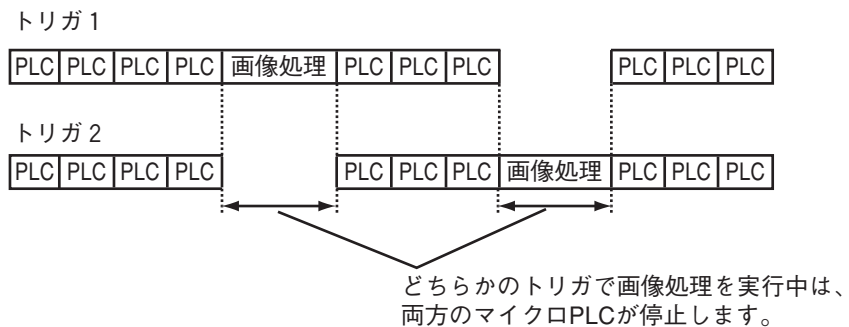 トリガ1
PLC PLC PLC PLC 画像処理 PLC PLC PLC PLC PLC PLC
トリガ2
PLC PLC PLC PLC PLC PLC PLC 画像処理 PLC PLC PLC
どちらかのトリガで画像処理を実行中は、
両方のマイクロPLCが停止します。